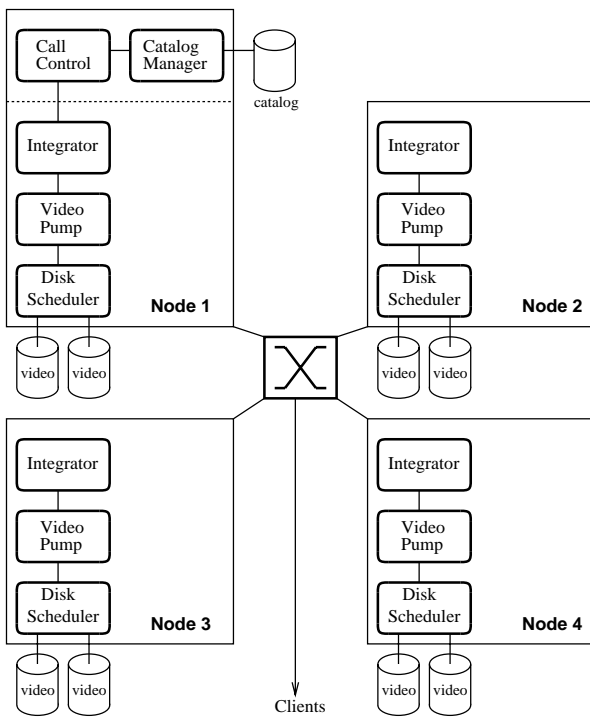 Call
Control
Catalog
Manager
catalog
Integrator
Video
Pump
Disk
Scheduler
Node 1
video
video
Integrator
Video
Pump
Disk
Scheduler
Node 2
video
video
Integrator
Video
Pump
Disk
Scheduler
Node 3
video
video
Integrator
Video
Pump
Disk
Scheduler
Node 4
video
video
Clients